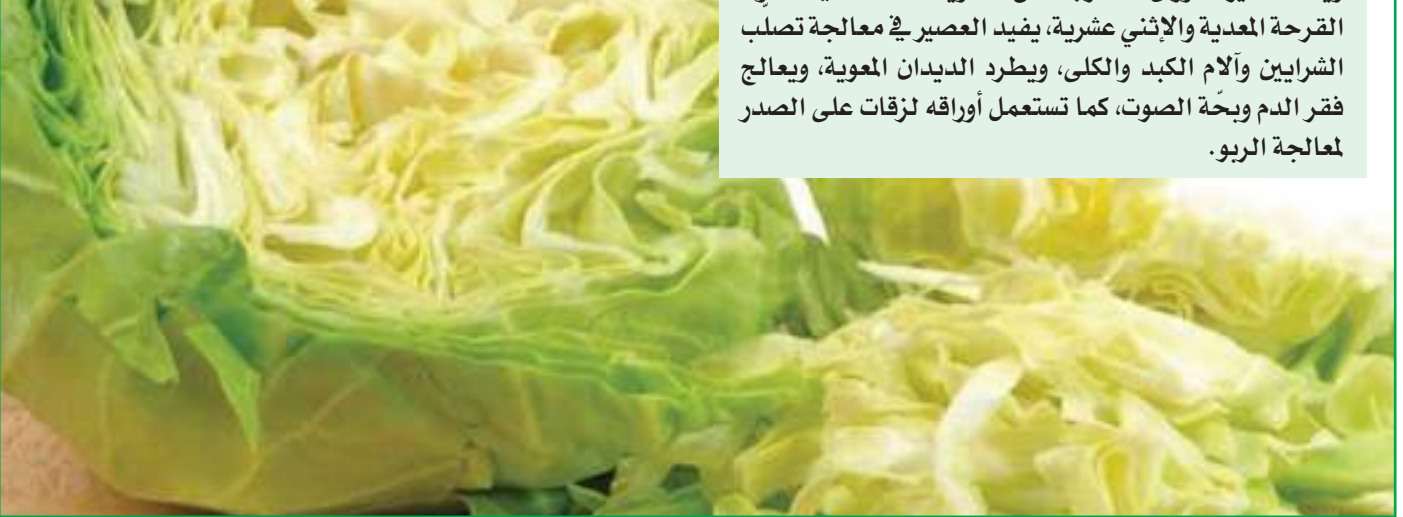 القرحة المعدية والإثني عشرية، يفيد العصير في معالجة تصلّب
الشرايين وآلام الكبد والكلى، ويطرد الديدان المعوية، ويعالج
فقر الدم وبحّة الصوت، كما تستعمل أوراقه لزقات على الصدر
لمعالجة الربو.